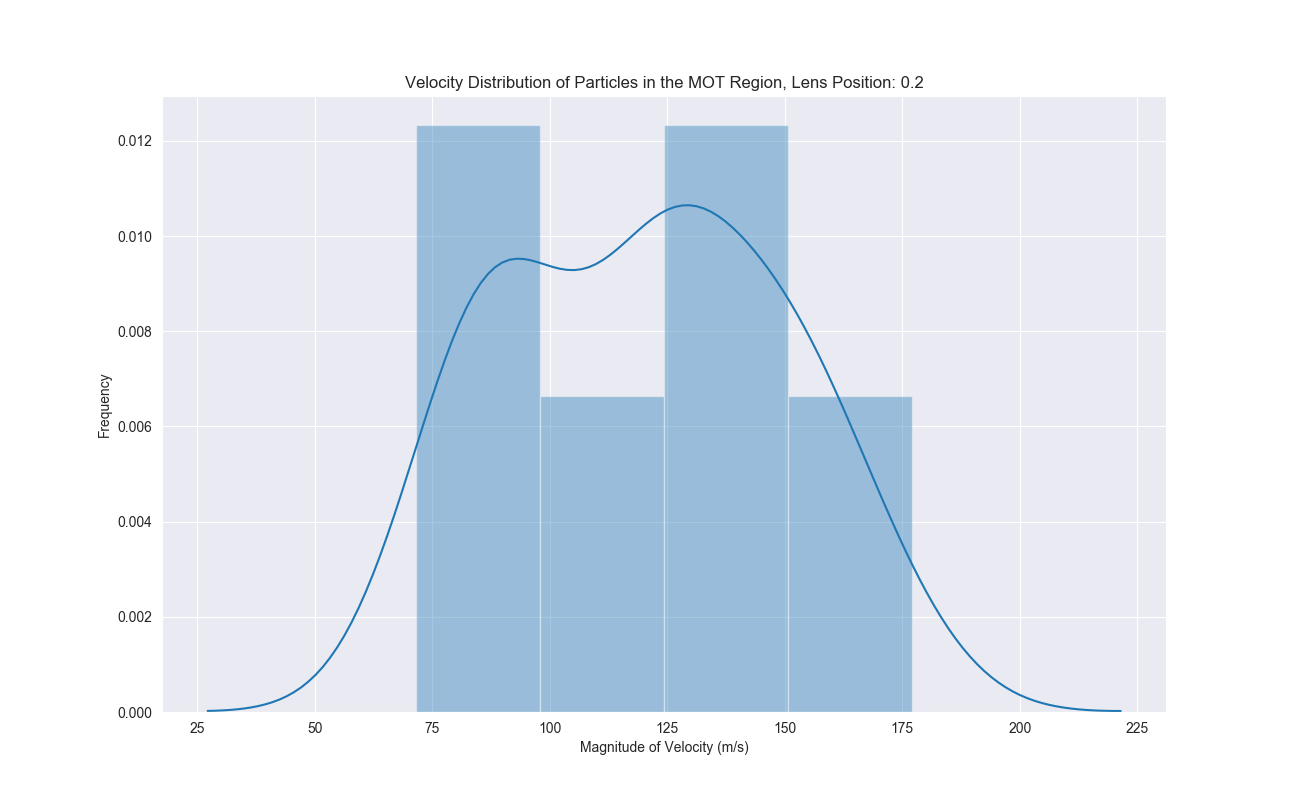 Velocity Distribution of Particles in the MOT Region, Lens Position: 0.2
0.012
0.010
0.008
0.006
0.004
0.002
0.000
Frequency
25 50 75 100 125 150 175 200 225
Magnitude of Velocity (m/s)